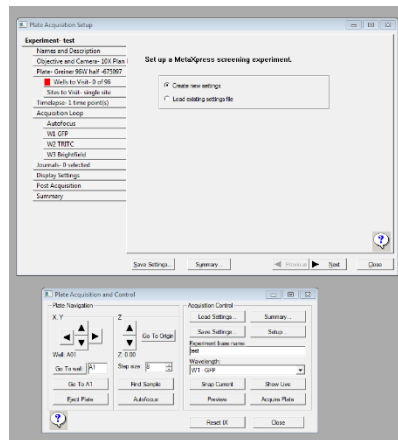 Plate Acquisition Setup
Experiment- test
Names and Description
Objective and Camera- 10X Plan
Plate- Greiner 96W half -675097
Wells to Visit- 0 of 96
Sites to Visit- single site
Timelapse- 1 time point(s)
Acquisition Loop
Autofocus
W1 GFP
W2 TRITC
W3 Brightfield
Journals- 0 selected
Display Settings
Post Acquisition
Summary
Set up a MetaXpress screening experiment.
Create new settings
Load existing settings file
Save Settings... Summary... Previous Next Close
Plate Acquisition and Control
Plate Navigation
X, Y
Z
Go To Origin
Well: A01
Z: 0.00
Go To well: A1
Step size: 8
Go To A1
Find Sample
Eject Plate
Autofocus
Acquisition Control
Load Settings... Summary...
Save Settings... Setup...
Experiment base name:
test
Wavelength:
W1 - GFP
Snap Current Show Live
Preview Acquire Plate
Reset IX Close